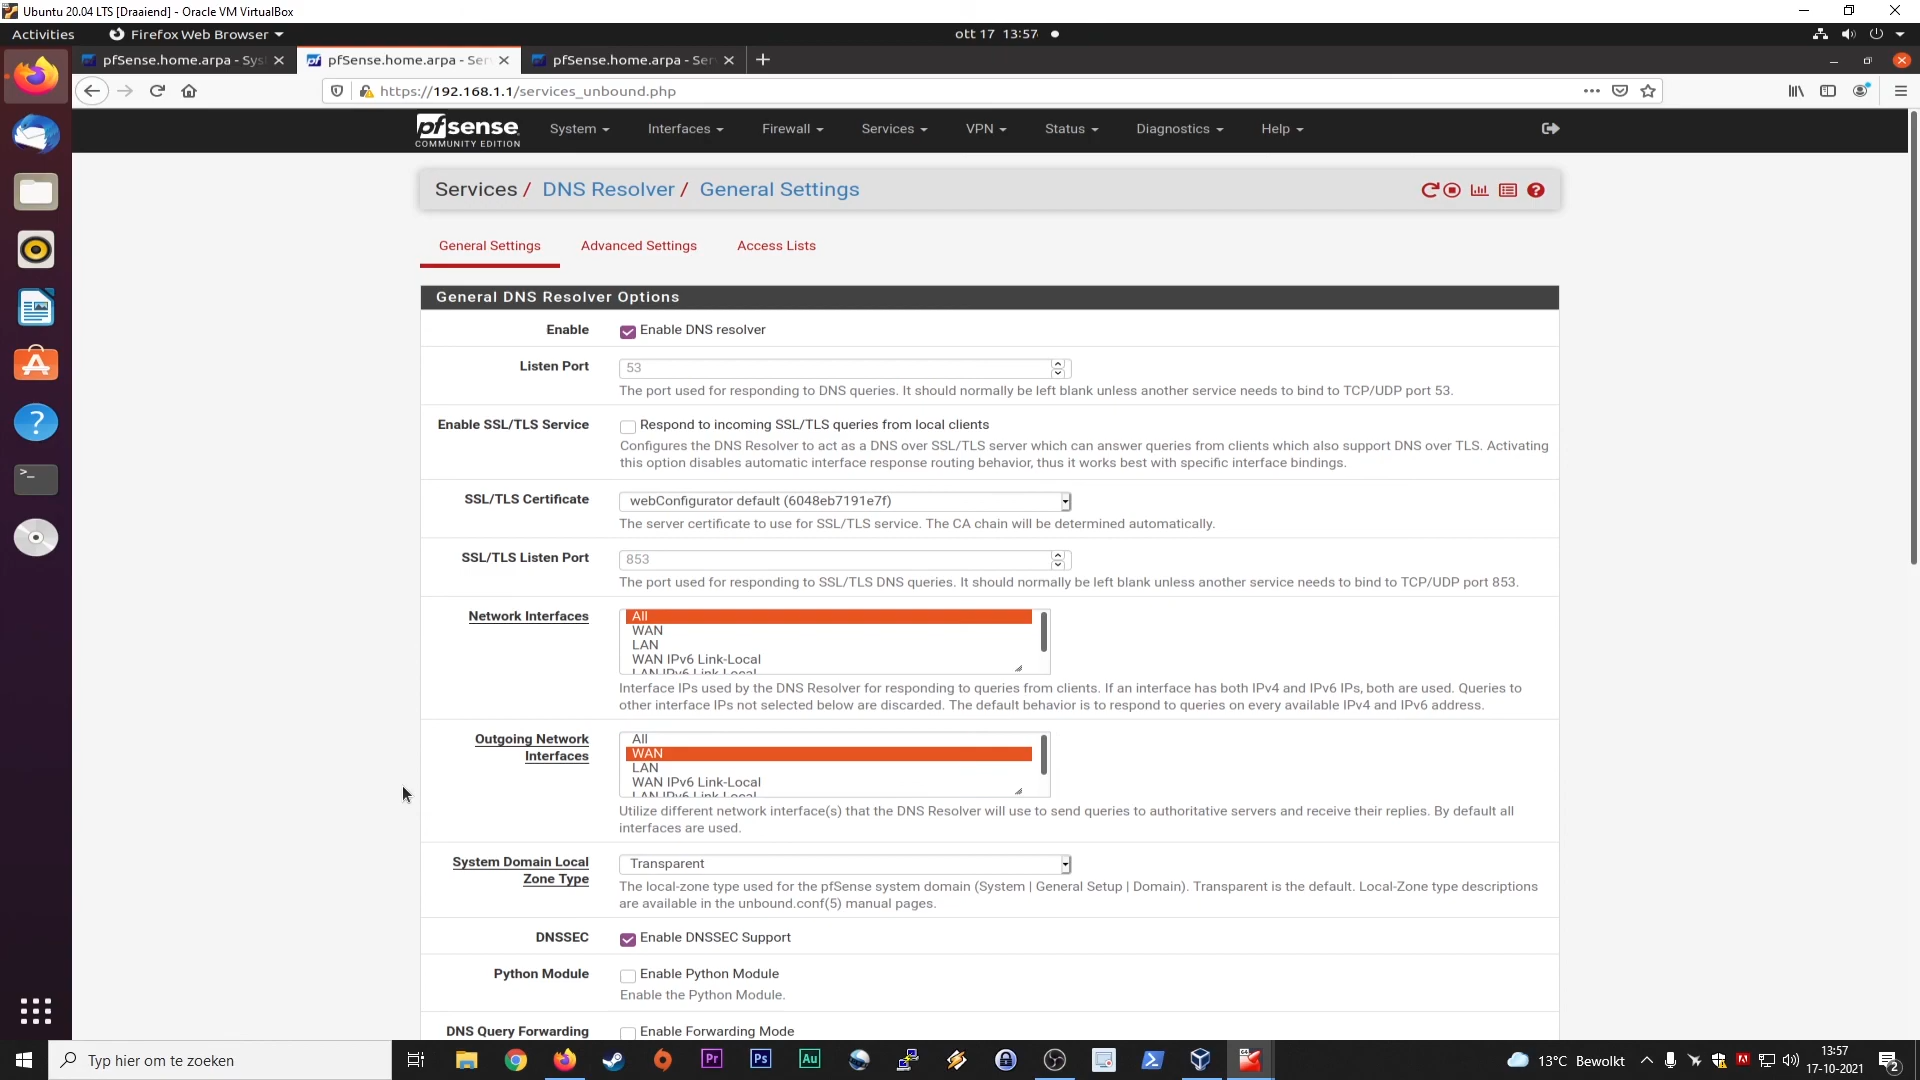 Ubuntu 20.04 LTS [Draaiend] - Oracle VM VirtualBox
Activities
Firefox Web Browser
ott 17 13:57
pfSense.home.arpa - Sys
pfSense.home.arpa - Ser
pfSense.home.arpa - Ser
https://192.168.1.1/services_unbound.php
pfsense
COMMUNITY EDITION
System
Interfaces
Firewall
Services
VPN
Status
Diagnostics
Help
Services / DNS Resolver / General Settings
General Settings
Advanced Settings
Access Lists
General DNS Resolver Options
Enable
Enable DNS resolver
Listen Port
53
The port used for responding to DNS queries. It should normally be left blank unless another service needs to bind to TCP/UDP port 53.
Enable SSL/TLS Service
Respond to incoming SSL/TLS queries from local clients
Configures the DNS Resolver to act as a DNS over SSL/TLS server which can answer queries from clients which also support DNS over TLS. Activating
this option disables automatic interface response routing behavior, thus it works best with specific interface bindings.
SSL/TLS Certificate
webConfigurator default (6048eb7191e7f)
The server certificate to use for SSL/TLS service. The CA chain will be determined automatically.
SSL/TLS Listen Port
853
The port used for responding to SSL/TLS DNS queries. It should normally be left blank unless another service needs to bind to TCP/UDP port 853.
Network Interfaces
All
WAN
LAN
WAN IPv6 Link-Local
LAN IPv6 Link-Local
Interface IPs used by the DNS Resolver for responding to queries from clients. If an interface has both IPv4 and IPv6 IPs, both are used. Queries to
other interface IPs not selected below are discarded. The default behavior is to respond to queries on every available IPv4 and IPv6 address.
Outgoing Network
Interfaces
All
WAN
LAN
WAN IPv6 Link-Local
LAN IPv6 Link-Local
Utilize different network interface(s) that the DNS Resolver will use to send queries to authoritative servers and receive their replies. By default all
interfaces are used.
System Domain Local
Zone Type
Transparent
The local-zone type used for the pfSense system domain (System | General Setup | Domain). Transparent is the default. Local-Zone type descriptions
are available in the unbound.conf(5) manual pages.
DNSSEC
Enable DNSSEC Support
Python Module
Enable Python Module
Enable the Python Module.
DNS Query Forwarding
Enable Forwarding Mode
Typ hier om te zoeken
Pr
Ps
Au
13°C Bewolkt
13:57
17-10-2021
2